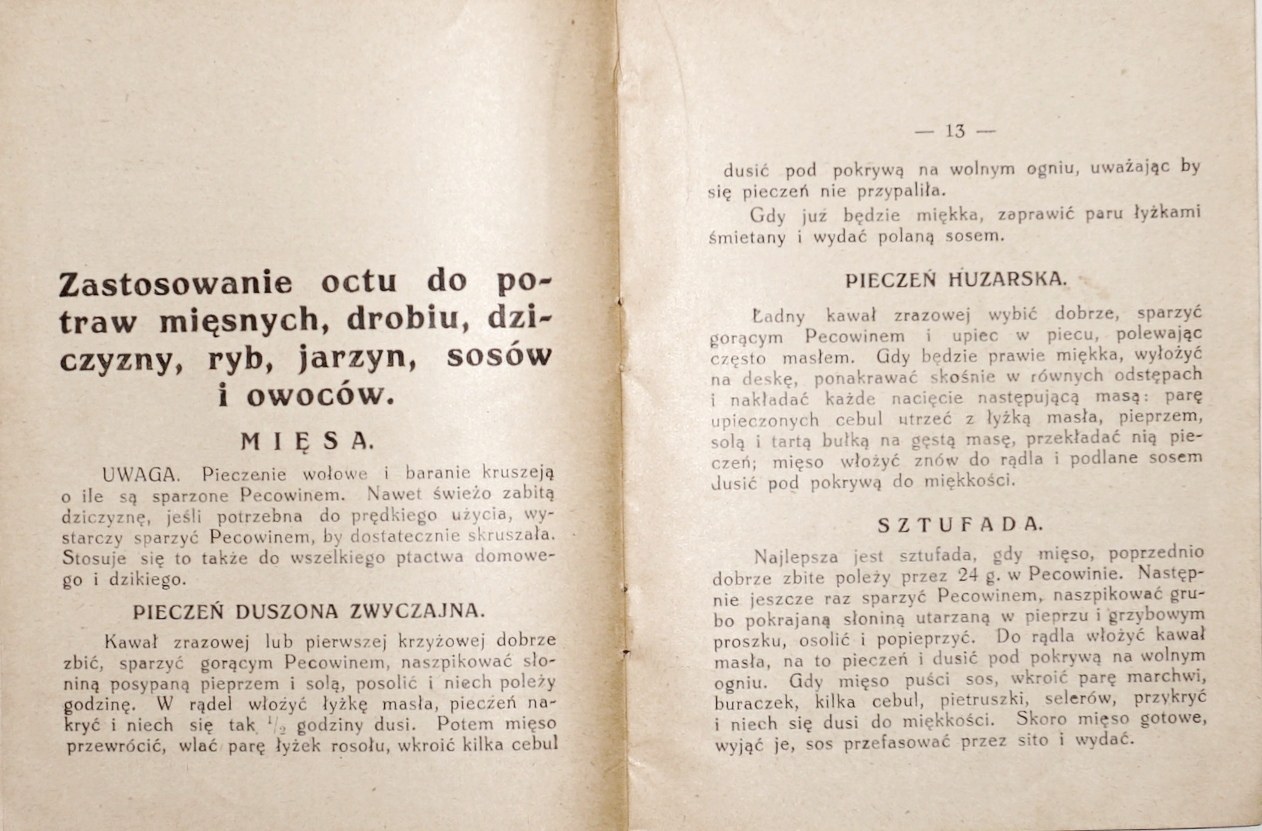 Zastosowanie octu do po-
traw mięsnych, drobiu, dzi-
czyzny, ryb, jarzyn, sosów
i owoców.
MIĘSA.
UWAGA. Pieczenie wołowe i baranie kruszeją
o ile są sparzone Pecowinem. Nawet świeżo zabitą
dziczyznę, jeśli potrzebna do prędkiego użycia, wy-
starczy sparzyć Pecowinem, by dostatecznie skruszała.
Stosuje się to także do wszelkiego ptactwa domowe-
go i dzikiego.
PIECZEŃ DUSZONA ZWYCZAJNA.
Kawał zrazowej lub pierwszej krzyżowej dobrze
zbić, sparzyć gorącym Pecowinem, naszpikować sło-
niną posypaną pieprzem i solą, posolić i niech poleży
godzinę. W rądel włożyć łyżkę masła, pieczeń na-
kryć i niech się tak 1/2 godziny dusi. Potem mięso
przewrócić, wlać parę łyżek rosołu, wkroić kilka cebul
— 13 —
dusić pod pokrywą na wolnym ogniu, uważając by
się pieczeń nie przypaliła.
Gdy już będzie miękka, zaprawić paru łyżkami
śmietany i wydać polaną sosem.
PIECZEŃ HUZARSKA.
Ładny kawał zrazowej wybić dobrze, sparzyć
gorącym Pecowinem i upiec w piecu, polewając
często masłem. Gdy będzie prawie miękka, wyłożyć
na deskę, ponakrawać skośnie w równych odstępach
i nakładać każde nacięcie następującą masą: parę
upieczonych cebul utrzeć z łyżką masła, pieprzem,
solą i tartą bułką na gęstą masę, przekładać nią pie-
czeń; mięso włożyć znów do rądla i podlane sosem
dusić pod pokrywą do miękkości.
SZTUFADA.
Najlepsza jest sztufada, gdy mięso, poprzednio
dobrze zbite poleży przez 24 g. w Pecowinie. Następ-
nie jeszcze raz sparzyć Pecowinem, naszpikować gru-
bo pokrajaną słoniną utarzaną w pieprzu i grzybowym
proszku, osolić i popieprzyć. Do rądla włożyć kawał
masła, na to pieczeń i dusić pod pokrywą na wolnym
ogniu. Gdy mięso puści sos, wkroić parę marchwi,
buraczek, kilka cebul, pietruszki, selerów, przykryć
i niech się dusi do miękkości. Skoro mięso gotowe,
wyjąć je, sos przefasować przez sito i wydać.